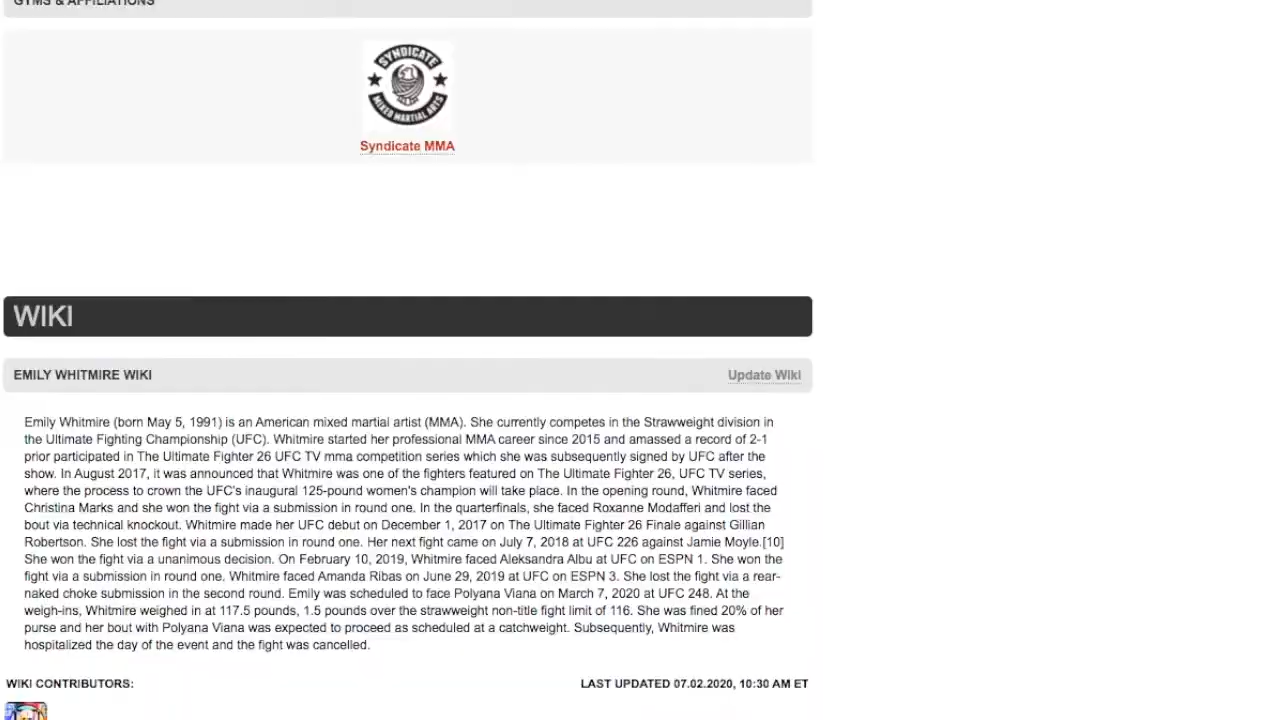 GYMS & AFFILIATIONS
SYNDICATE
MIXED MARTIAL ARTS
Syndicate MMA
WIKI
EMILY WHITMIRE WIKI
Update Wiki
Emily Whitmire (born May 5, 1991) is an American mixed martial artist (MMA). She currently competes in the Strawweight division in
the Ultimate Fighting Championship (UFC). Whitmire started her professional MMA career since 2015 and amassed a record of 2-1
prior participated in The Ultimate Fighter 26 UFC TV mma competition series which she was subsequently signed by UFC after the
show. In August 2017, it was announced that Whitmire was one of the fighters featured on The Ultimate Fighter 26, UFC TV series,
where the process to crown the UFC's inaugural 125-pound women's champion will take place. In the opening round, Whitmire faced
Christina Marks and she won the fight via a submission in round one. In the quarterfinals, she faced Roxanne Modafferi and lost the
bout via technical knockout. Whitmire made her UFC debut on December 1, 2017 on The Ultimate Fighter 26 Finale against Gillian
Robertson. She lost the fight via a submission in round one. Her next fight came on July 7, 2018 at UFC 226 against Jamie Moyle.[10]
She won the fight via a unanimous decision. On February 10, 2019, Whitmire faced Aleksandra Albu at UFC on ESPN 1. She won the
fight via a submission in round one. Whitmire faced Amanda Ribas on June 29, 2019 at UFC on ESPN 3. She lost the fight via a rear-
naked choke submission in the second round. Emily was scheduled to face Polyana Viana on March 7, 2020 at UFC 248. At the
weigh-ins, Whitmire weighed in at 117.5 pounds, 1.5 pounds over the strawweight non-title fight limit of 116. She was fined 20% of her
purse and her bout with Polyana Viana was expected to proceed as scheduled at a catchweight. Subsequently, Whitmire was
hospitalized the day of the event and the fight was cancelled.
WIKI CONTRIBUTORS:
LAST UPDATED 07.02.2020, 10:30 AM ET